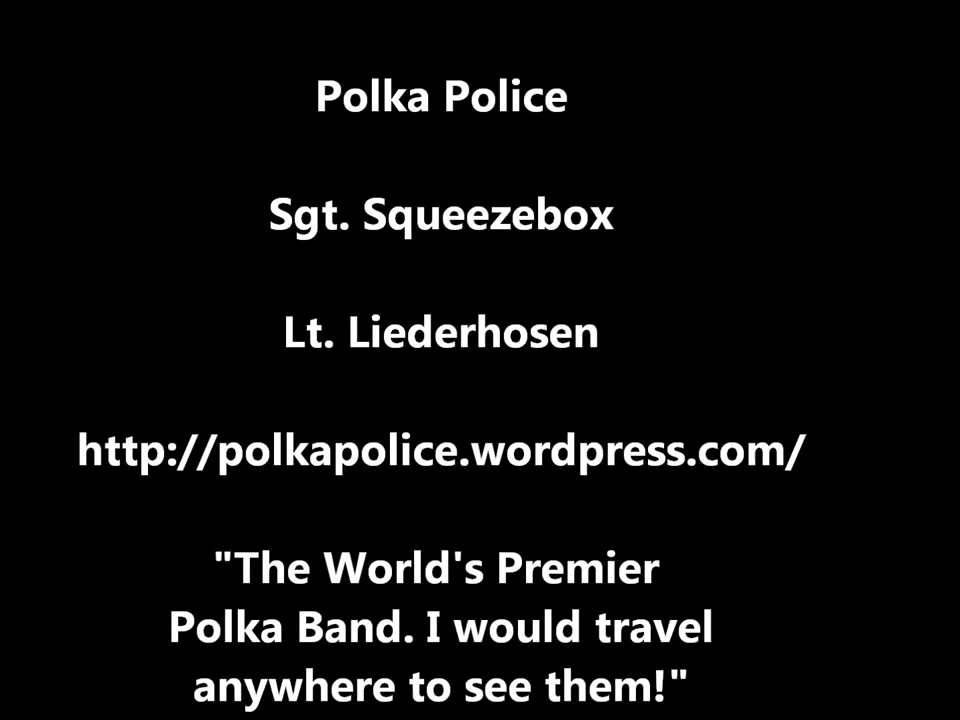 Polka Police
Sgt. Squeezebox
Lt. Liederhosen
http://polkapolice.wordpress.com/
"The World's Premier
Polka Band. I would travel
anywhere to see them!"